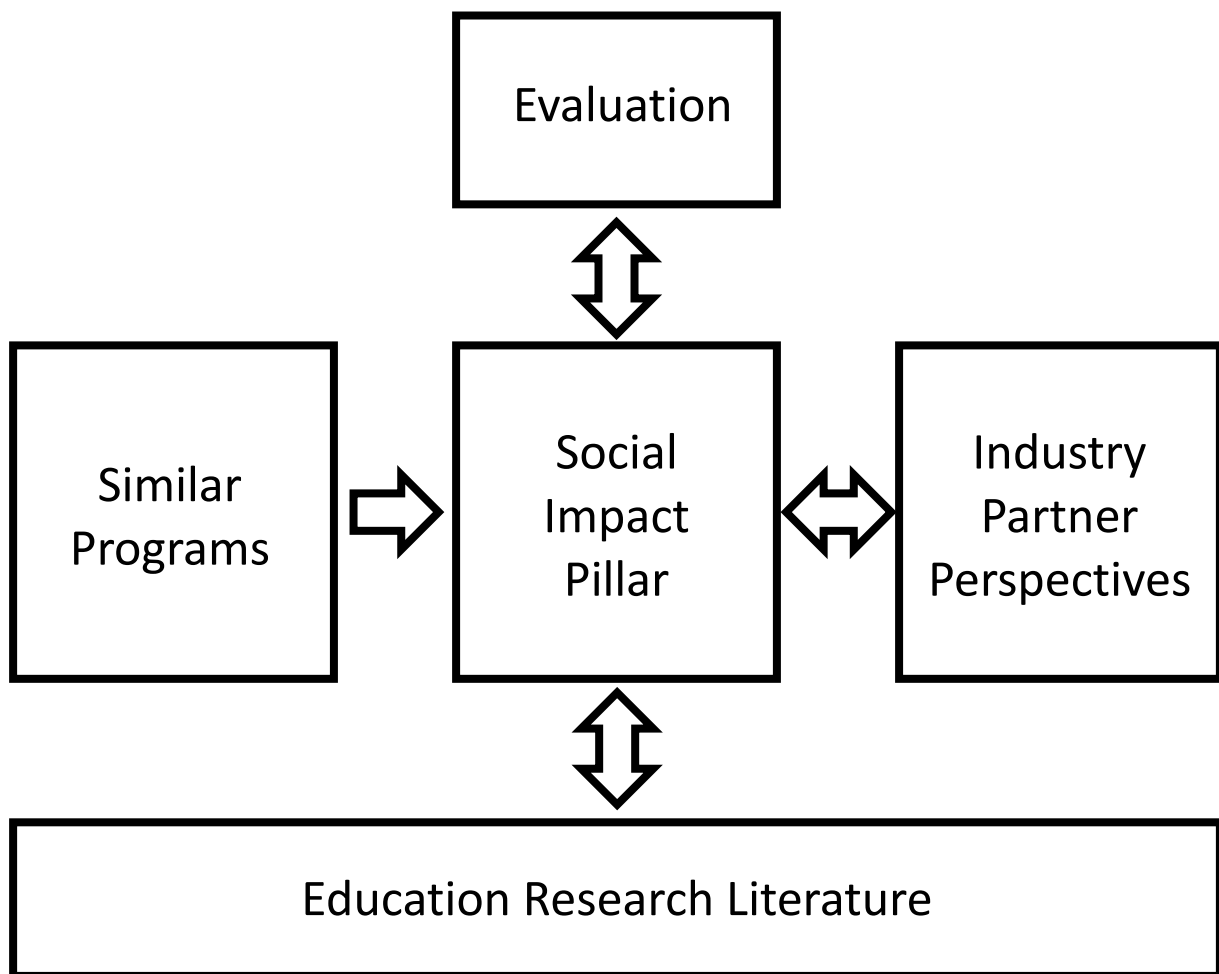 Evaluation
Similar
Programs
Social
Impact
Pillar
Industry
Partner
Perspectives
Education Research Literature